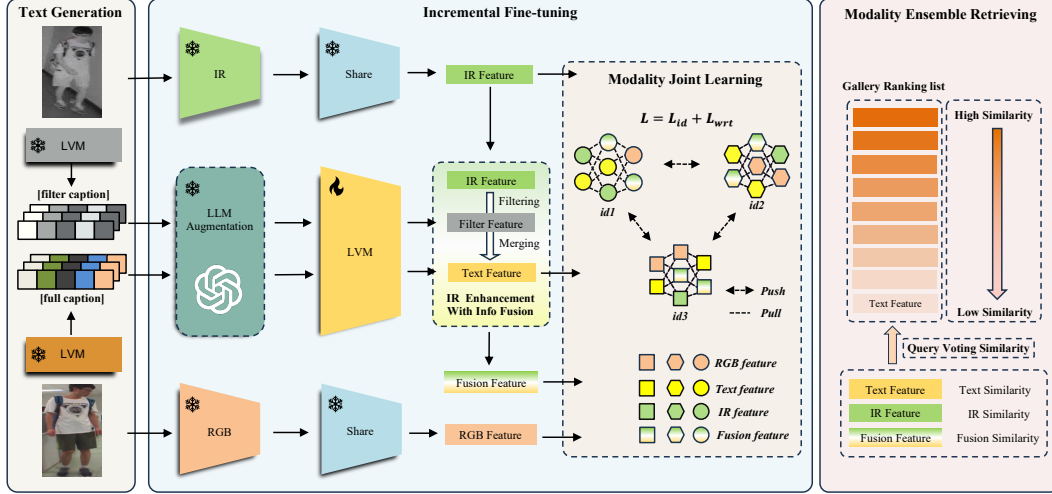 Text Generation
LVM
[filter caption]
[full caption]
LVM
Incremental Fine-tuning
IR
Share
IR Feature
LLM
Augmentation
LVM
IR Feature
Filtering
Filter Feature
Merging
Text Feature
IR Enhancement
With Info Fusion
Fusion Feature
RGB
Share
RGB Feature
Modality Joint Learning
L = L_{id} + L_{wrt}
id1
id2
id3
Push
Pull
RGB feature
Text feature
IR feature
Fusion feature
Modality Ensemble Retrieving
Gallery Ranking list
High Similarity
Text Feature
Low Similarity
Query Voting Similarity
Text Feature Text Similarity
IR Feature IR Similarity
Fusion Feature Fusion Similarity